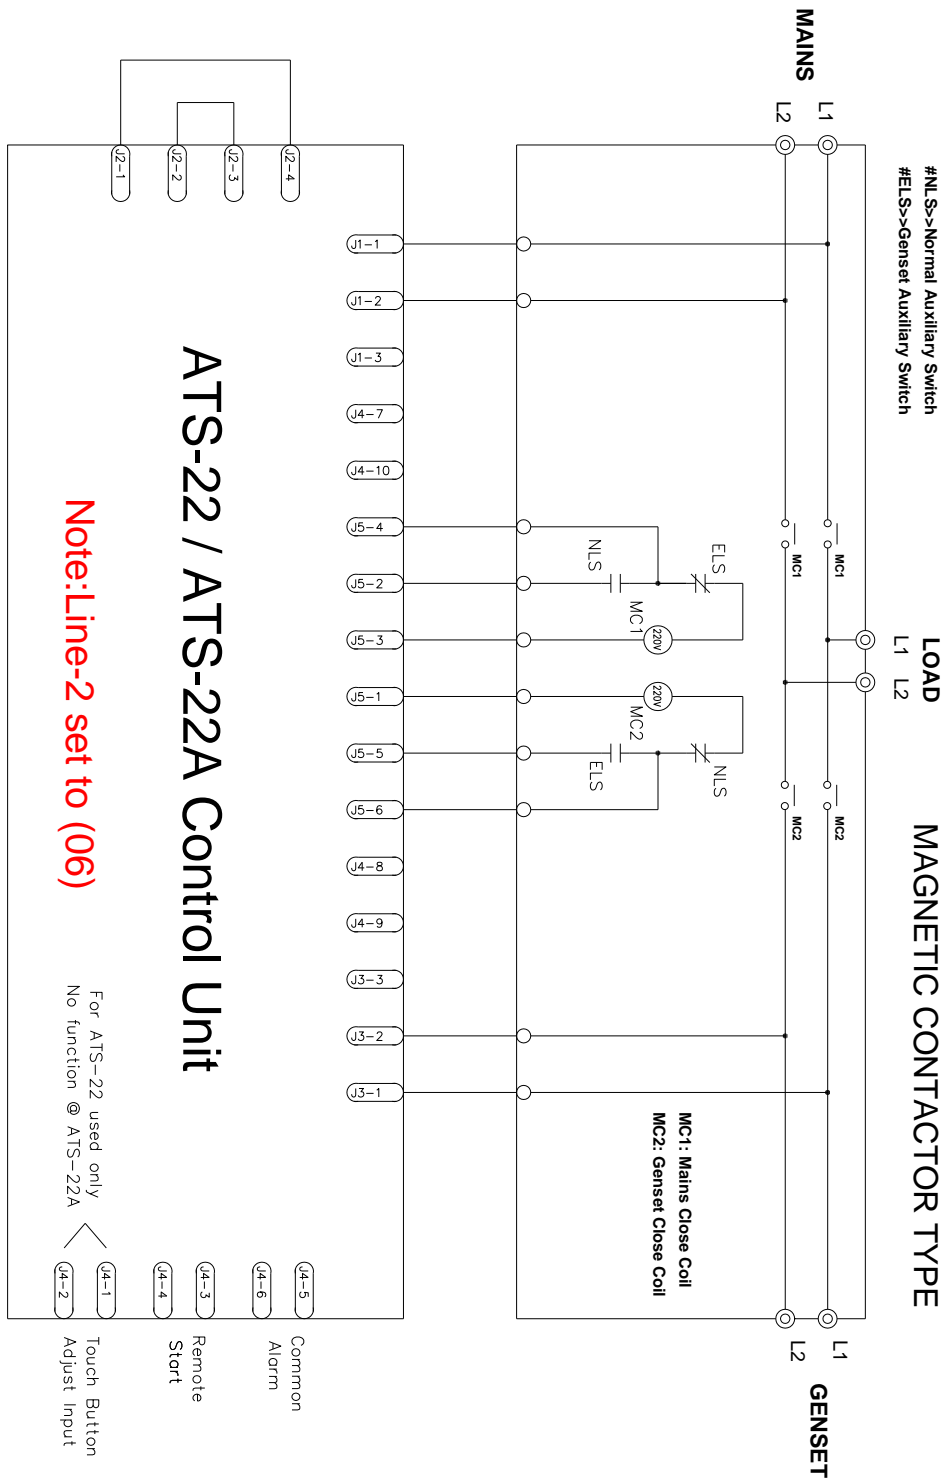 MAGNETIC CONTACTOR TYPE
#NLS>>Normal Auxiliary Switch
#ELS>>Genset Auxiliary Switch
MAINS
L1
L2
LOAD
L1
L2
GENSET
L1
L2
MC1
MC1
MC2
MC2
MC1: Mains Close Coil
MC2: Genset Close Coil
ELS
NLS
220V
MC1
220V
MC2
NLS
ELS
J1-1
J1-2
J1-3
J4-7
J4-10
J5-4
J5-2
J5-3
J5-1
J5-5
J5-6
J4-8
J4-9
J3-3
J3-2
J3-1
J2-4
J2-3
J2-2
J2-1
ATS-22 / ATS-22A Control Unit
Note:Line-2 set to (06)
For ATS-22 used only
No function @ ATS-22A
J4-5
J4-6
J4-3
J4-4
J4-1
J4-2
Common
Alarm
Remote
Start
Touch Button
Adjust Input